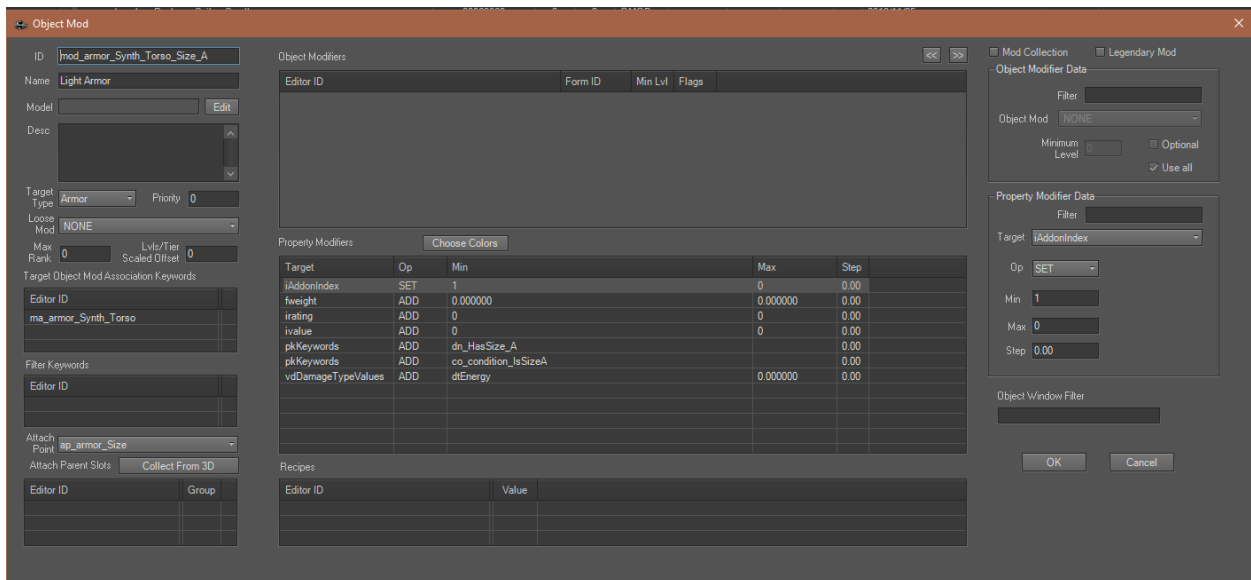 Object Mod
ID mod_armor_Synth_Torso_Size_A
Name Light Armor
Model Edit
Desc
Target Type Armor Priority 0
Loose Mod NONE
Max Rank 0 Lvls/Tier Scaled Offset 0
Target Object Mod Association Keywords
Editor ID
ma_armor_Synth_Torso
Filter Keywords
Editor ID
Attach Point ap_armor_Size
Attach Parent Slots Collect From 3D
Editor ID Group
Object Modifiers << >>
Editor ID Form ID Min Lvl Flags
Property Modifiers Choose Colors
Target Op Min Max Step
iAddonIndex SET 1 0 0.00
fweight ADD 0.000000 0.000000 0.00
irating ADD 0 0 0.00
ivalue ADD 0 0 0.00
pkKeywords ADD dn_HasSize_A 0.00
pkKeywords ADD co_condition_IsSizeA 0.00
vdDamageTypeValues ADD dtEnergy 0.000000 0.00
Recipes
Editor ID Value
Mod Collection Legendary Mod
Object Modifier Data
Filter
Object Mod NONE
Minimum Level 0 Optional
Use all
Property Modifier Data
Filter
Target iAddonIndex
Op SET
Min 1
Max 0
Step 0.00
Object Window Filter
OK Cancel